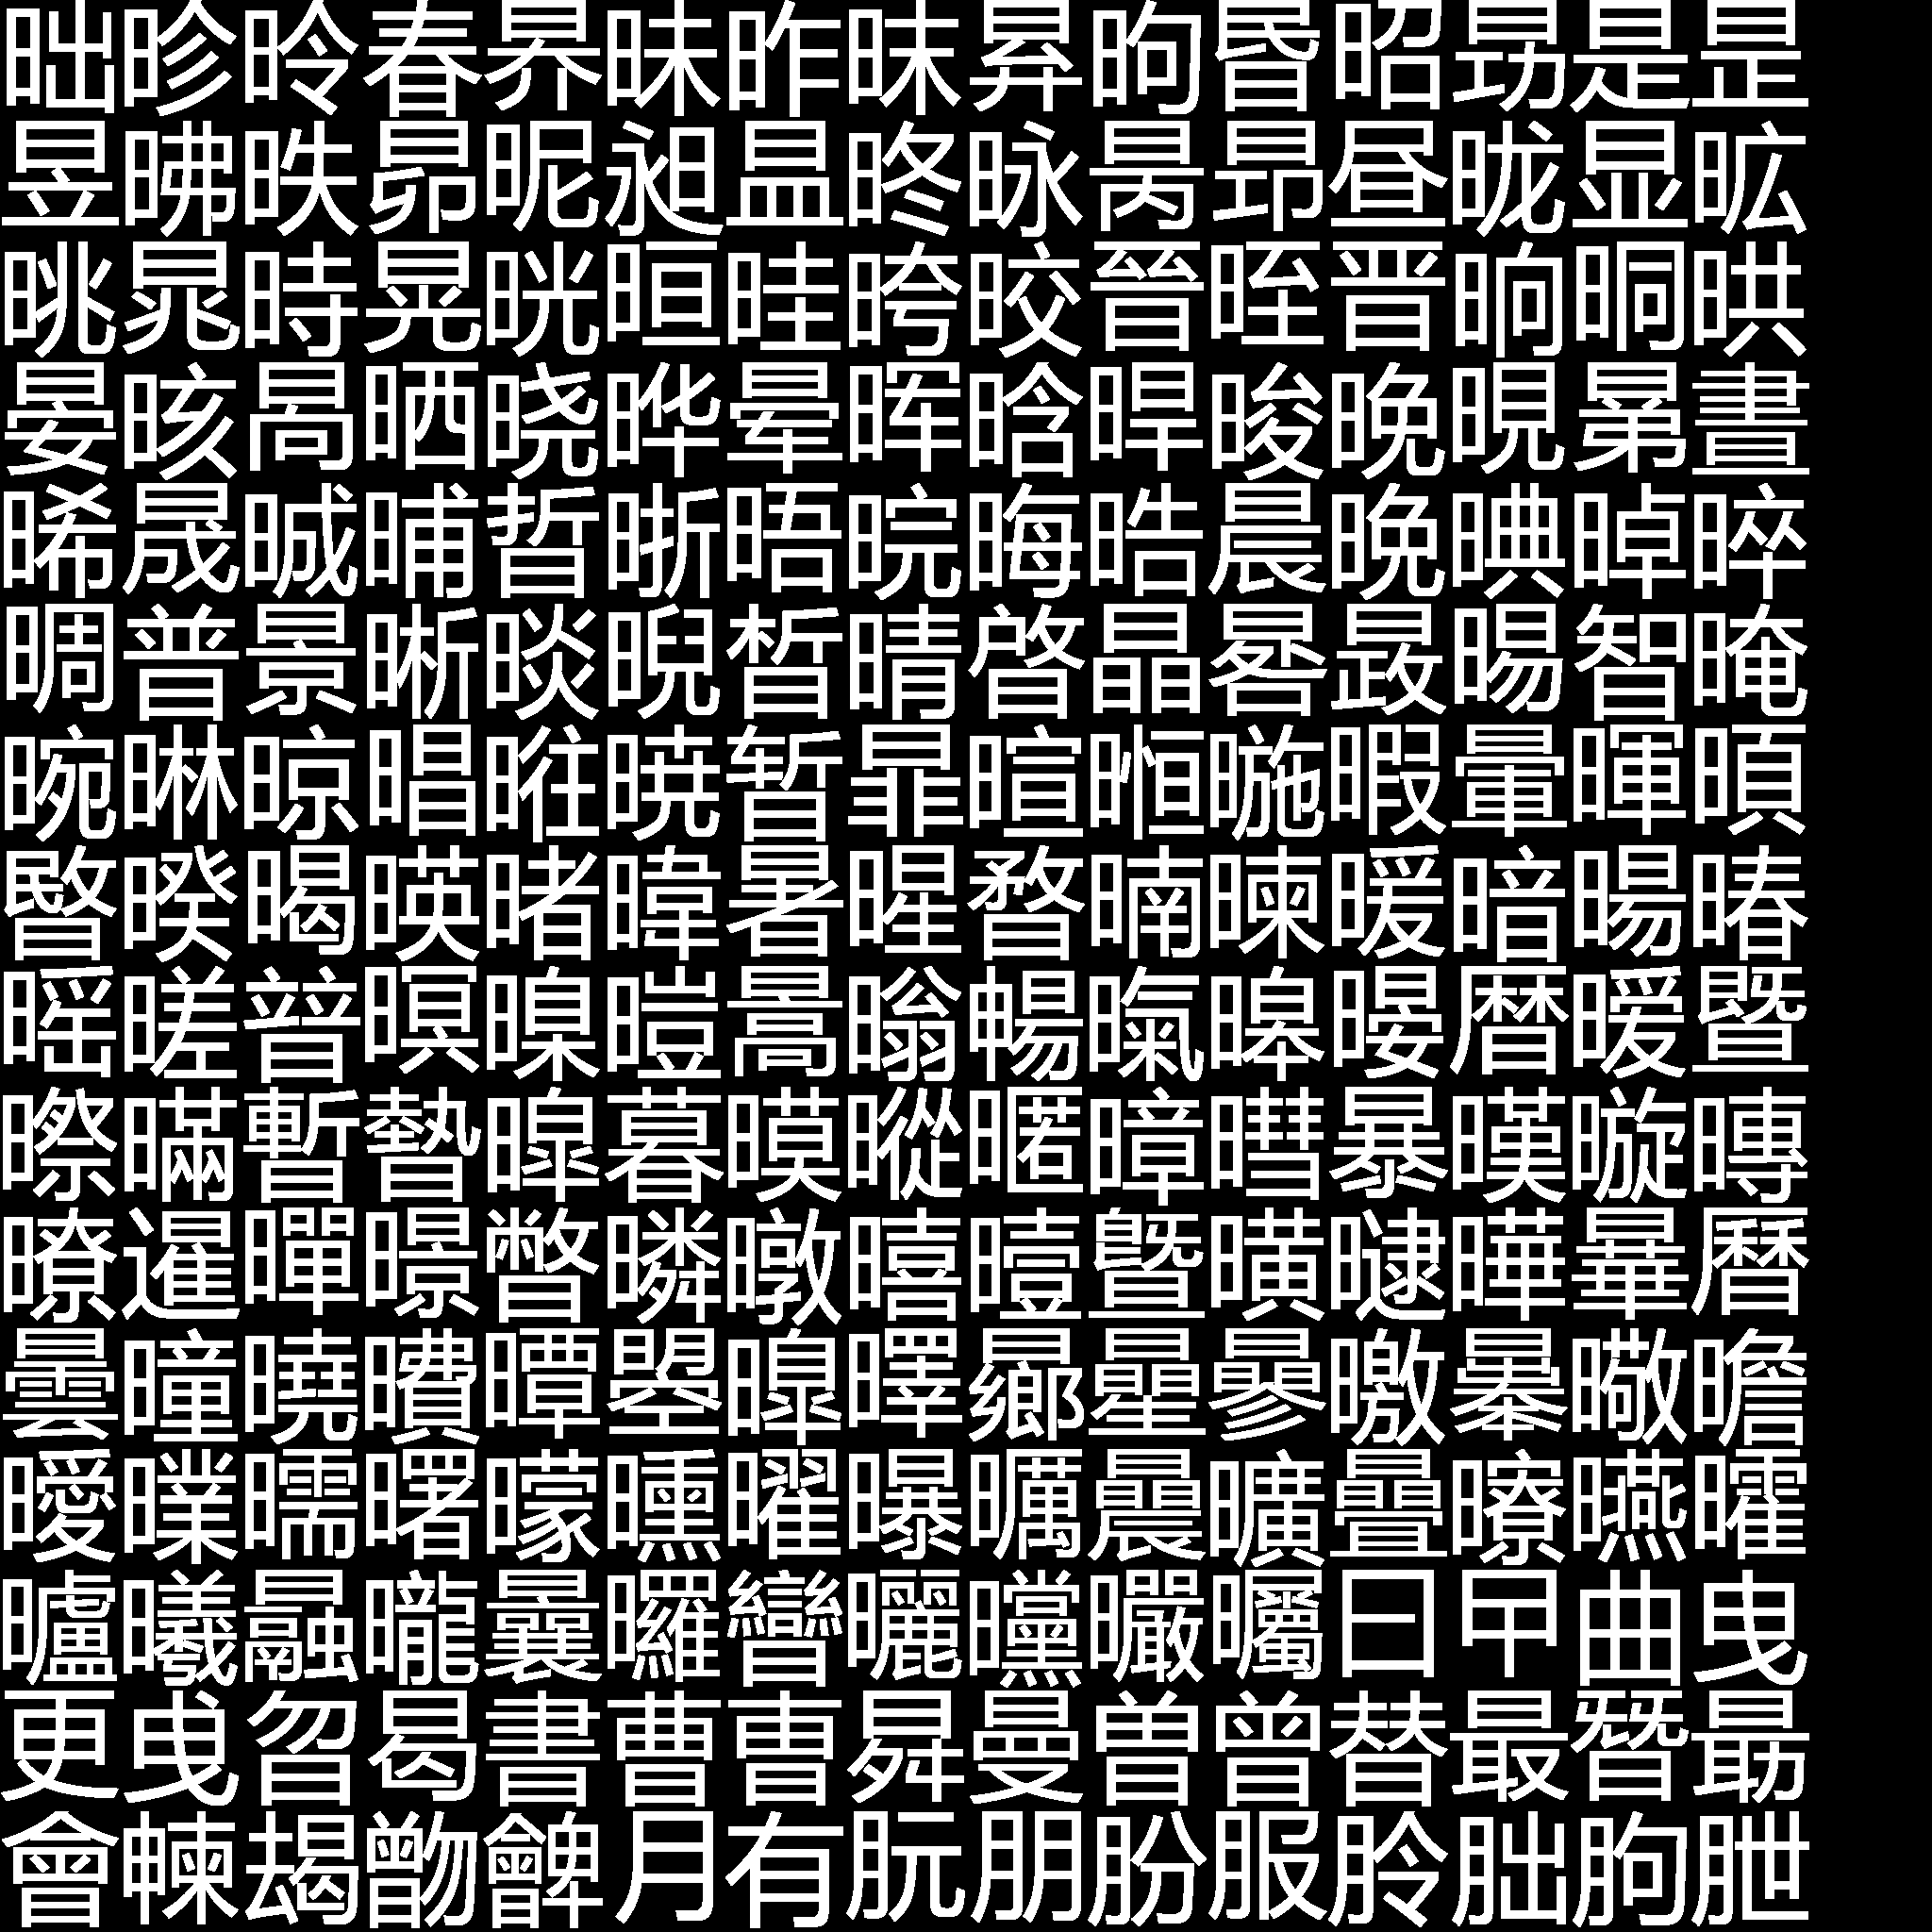 昢昣昤春昦昧昨昩昪昫昬昭昮是昰
昱昲昳昴昵昶昷昸昹昺昻昼昽显昿
晀晁時晃晄晅晆晇晈晉晊晋晌晍晎
晏晐晑晒晓晔晕晖晗晘晙晚晛晜晝
晞晟晠晡晢晣晤晥晦晧晨晩晪晫晬
晭普景晰晱晲晳晴晵晶晷晸晹智晻
晼晽晾晿暀暁暂暃暄暅暆暇暈暉暊
暋暌暍暎暏暐暑暒暓暔暕暖暗暘暙
暚暛暜暝暞暟暠暡暢暣暤暥暦暧暨
暩暪暫暬暭暮暯暰暱暲暳暴暵暶暷
暸暹暺暻暼暽暾暿曀曁曂曃曄曅曆
曇曈曉曊曋曌曍曎曏曐曑曒曓曔曕
曖曗曘曙曚曛曜曝曞曟曠曡曢曣曤
曥曦曧曨曩曪曫曬曭曮曯曰曱曲曳
更曵曶曷書曹曺曻曼曽曾替最朁朂
會朄朅朆朇月有朊朋朌服朎朏朐朑